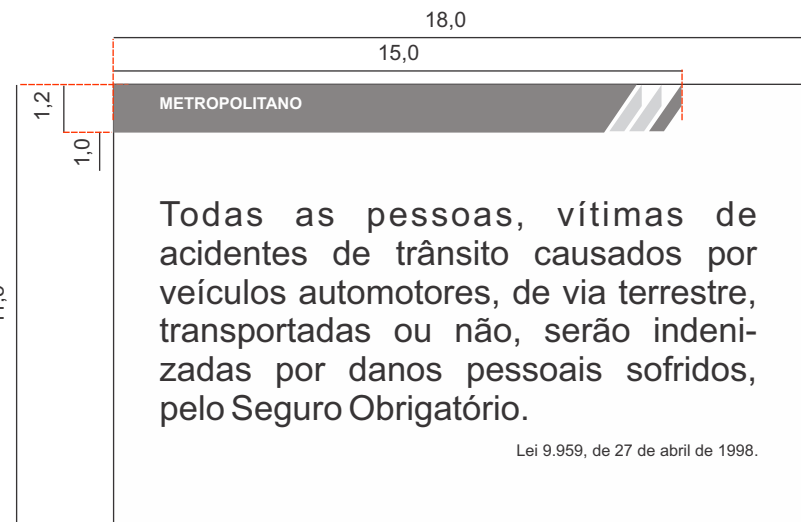 18,0
15,0
1,2
METROPOLITANO
1,0
Todas as pessoas, vítimas de
acidentes de trânsito causados por
veículos automotores, de via terrestre,
transportadas ou não, serão indeni-
zadas por danos pessoais sofridos,
pelo Seguro Obrigatório.
Lei 9.959, de 27 de abril de 1998.